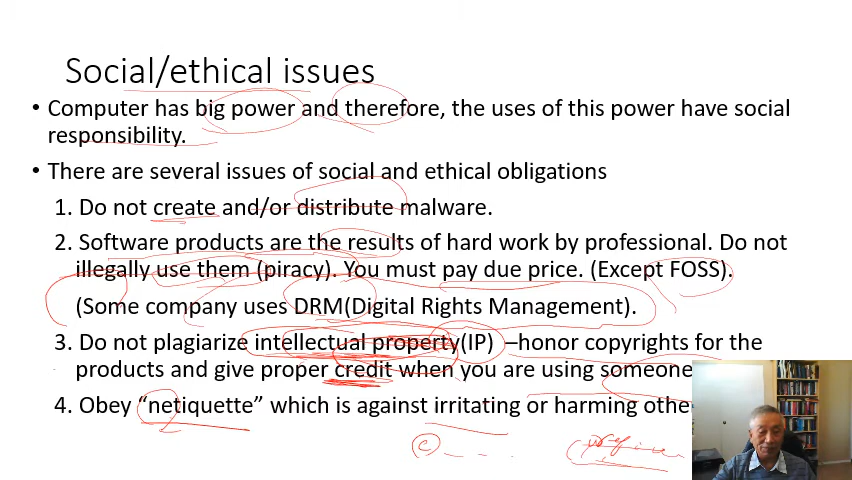 Social/ethical issues
• Computer has big power and therefore, the uses of this power have social
responsibility.
• There are several issues of social and ethical obligations
1. Do not create and/or distribute malware.
2. Software products are the results of hard work by professional. Do not
illegally use them (piracy). You must pay due price. (Except FOSS).
(Some company uses DRM(Digital Rights Management).
3. Do not plagiarize intellectual property(IP) –honor copyrights for the
products and give proper credit when you are using someone
4. Obey “netiquette” which is against irritating or harming othe
©